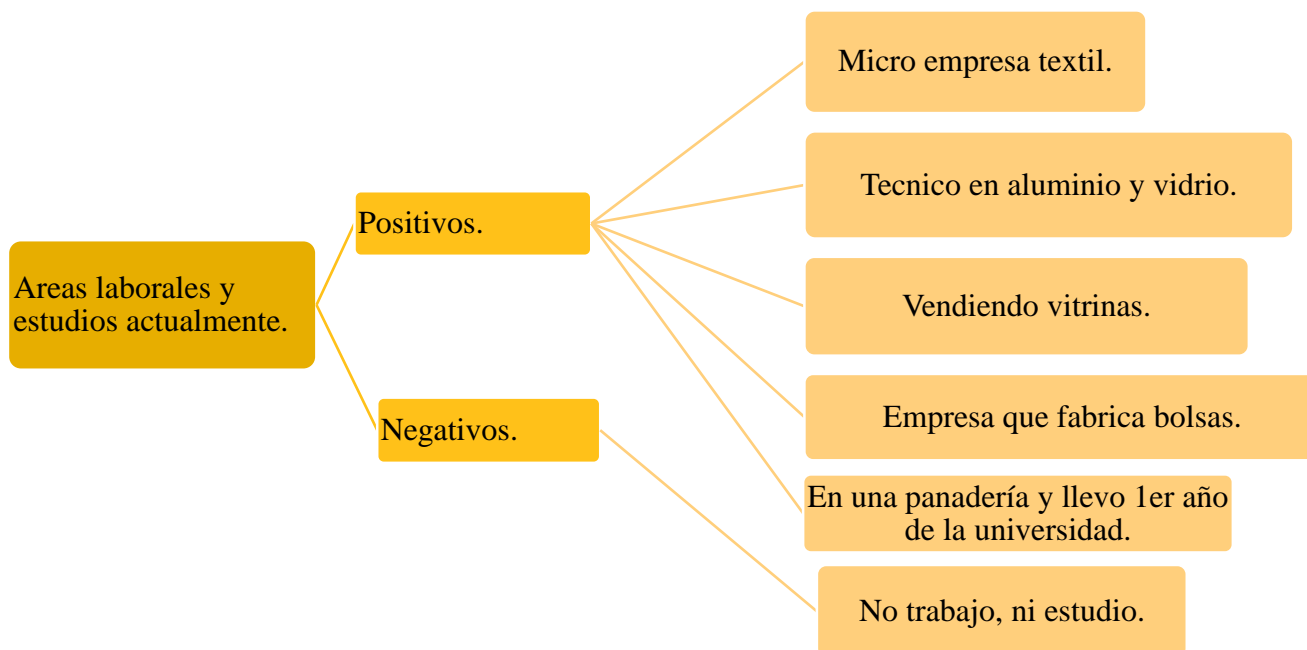 Areas laborales y
estudios actualmente.
Positivos.
Negativos.
Micro empresa textil.
Tecnico en aluminio y vidrio.
Vendiendo vitrinas.
Empresa que fabrica bolsas.
En una panadería y llevo 1er año
de la universidad.
No trabajo, ni estudio.